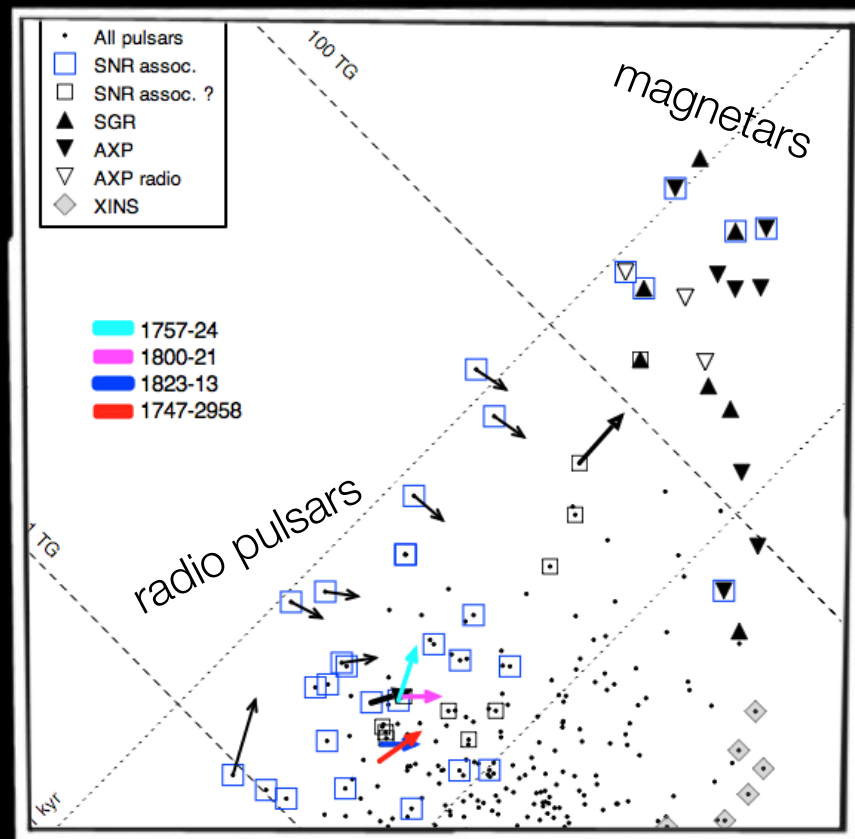 All pulsars
SNR assoc.
SNR assoc. ?
SGR
AXP
AXP radio
XINS
100 TG
magnetars
1757-24
1800-21
1823-13
1747-2958
radio pulsars
1 TG
kyr